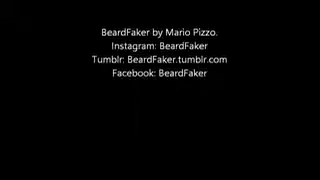 BeardFaker by Mario Pizzo.
Instagram: BeardFaker
Tumblr: BeardFaker.tumblr.com
Facebook: BeardFaker